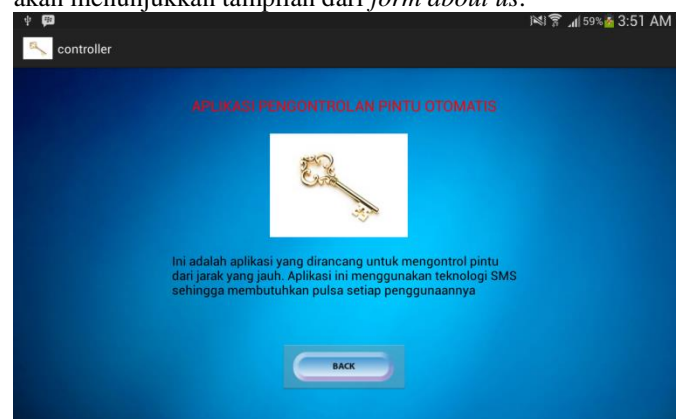 akan menunjukkan tampilan dari form about us.
59% 3:51 AM
controller
APLIKASI PENGONTROLAN PINTU OTOMATIS
Ini adalah aplikasi yang dirancang untuk mengontrol pintu
dari jarak yang jauh. Aplikasi ini menggunakan teknologi SMS
sehingga membutuhkan pulsa setiap penggunaannya
BACK